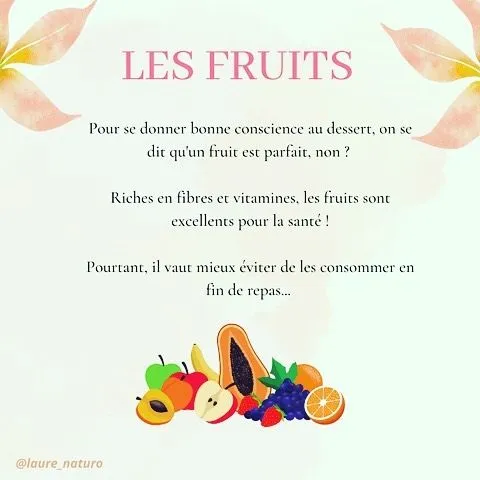 LES FRUITS
Pour se donner bonne conscience au dessert, on se
dit qu'un fruit est parfait, non ?
Riches en fibres et vitamines, les fruits sont
excellents pour la santé !
Pourtant, il vaut mieux éviter de les consommer en
fin de repas...
@laure_naturo